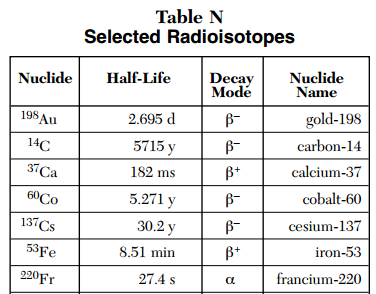 Table N
Selected Radioisotopes
Nuclide Half-Life Decay Mode Nuclide Name
¹⁹⁸Au 2.695 d β⁻ gold-198
¹⁴C 5715 y β⁻ carbon-14
³⁷Ca 182 ms β⁺ calcium-37
⁶⁰Co 5.271 y β⁻ cobalt-60
¹³⁷Cs 30.2 y β⁻ cesium-137
⁵³Fe 8.51 min β⁺ iron-53
²²⁰Fr 27.4 s α francium-220